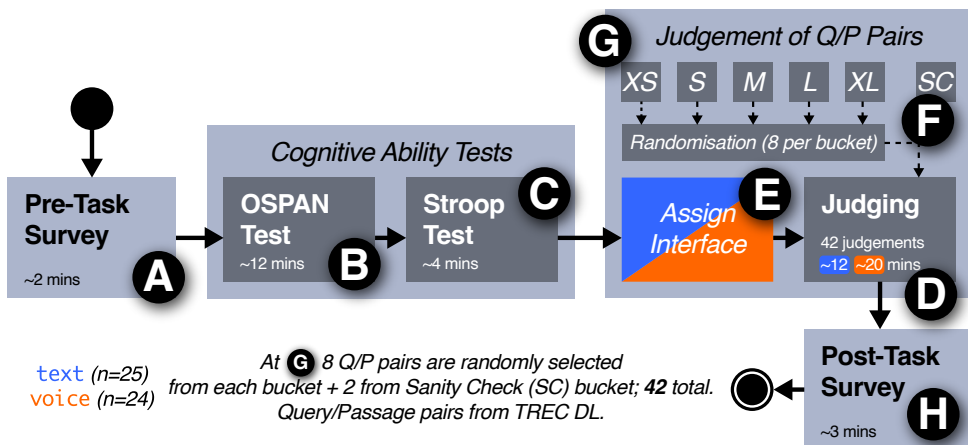 Judgement of Q/P Pairs
G
XS S M L XL SC
F
Randomisation (8 per bucket)
Cognitive Ability Tests
Pre-Task
Survey
~2 mins
A
OSPAN
Test
~12 mins
B
Stroop
Test
~4 mins
C
Assign
Interface
E
Judging
42 judgements
~12 ~20 mins
D
Post-Task
Survey
~3 mins
H
text (n=25)
voice (n=24)
At G 8 Q/P pairs are randomly selected
from each bucket + 2 from Sanity Check (SC) bucket; 42 total.
Query/Passage pairs from TREC DL.